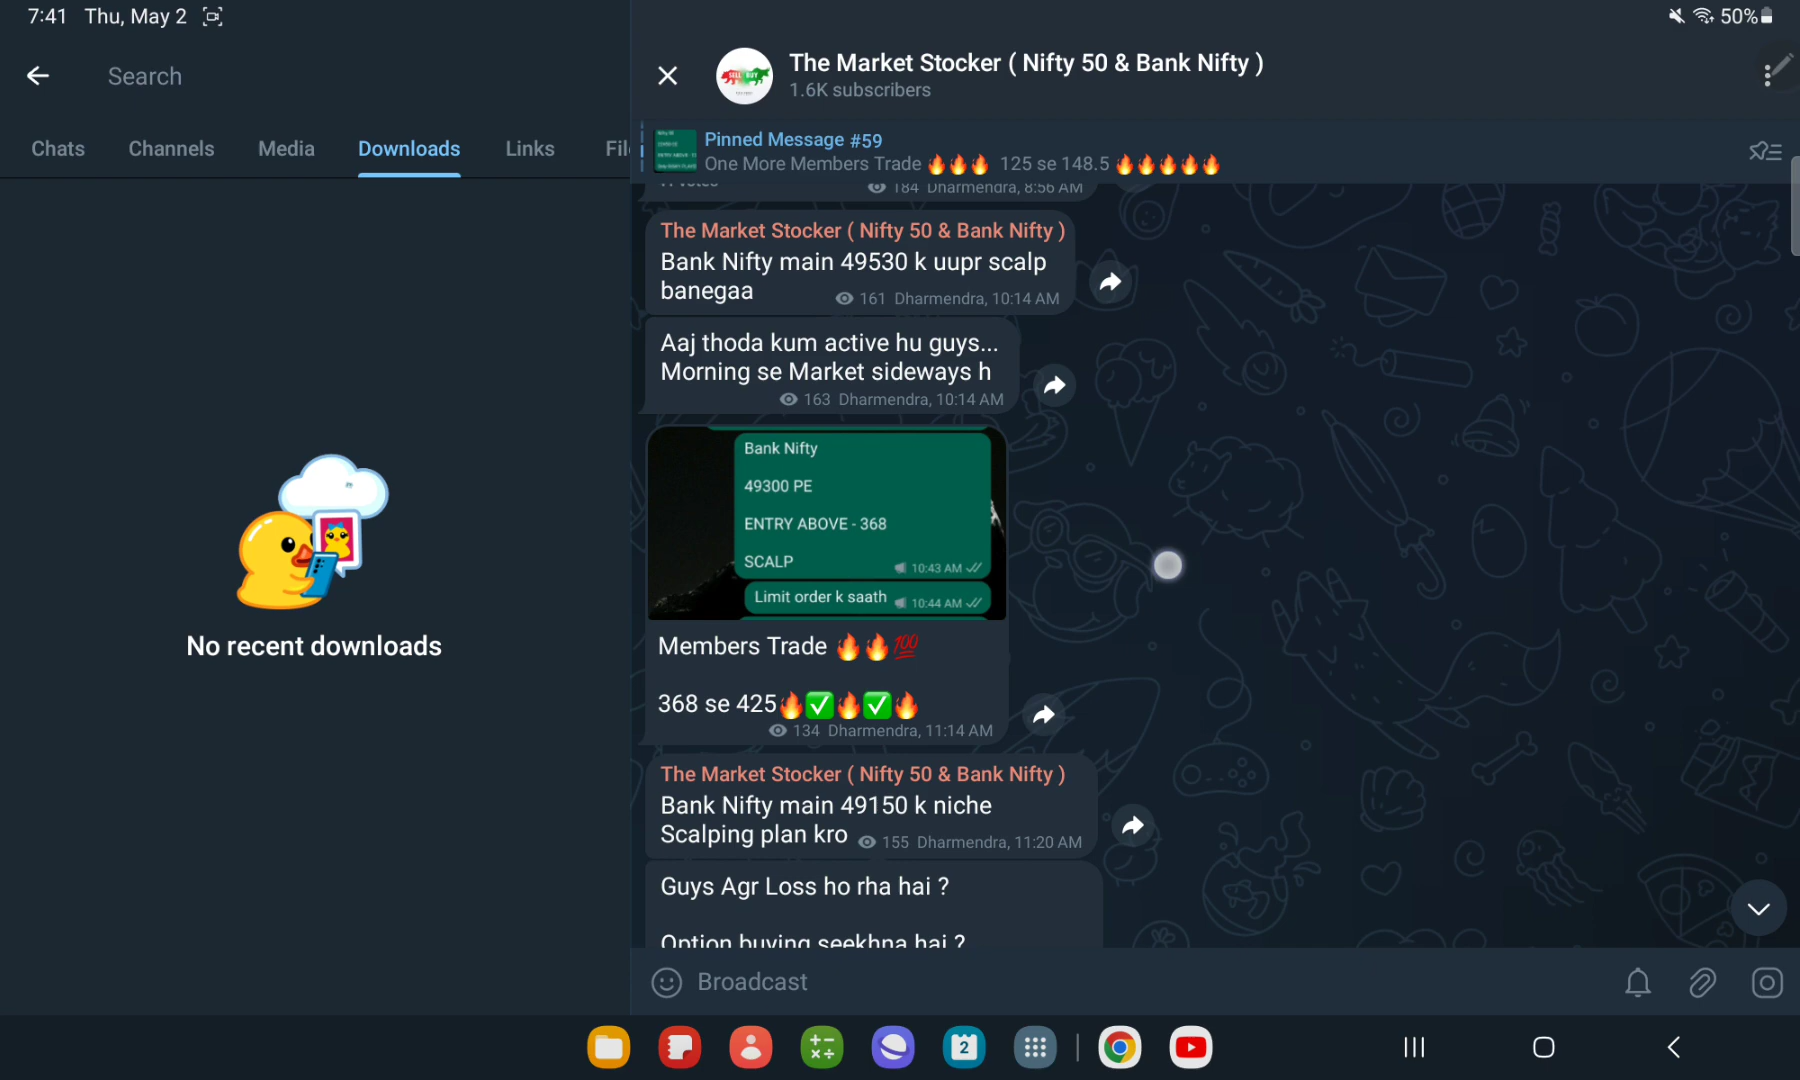 7:41 Thu, May 2
50%
Search
Chats Channels Media Downloads Links
No recent downloads
The Market Stocker ( Nifty 50 & Bank Nifty )
1.6K subscribers
SELL BUY
Pinned Message #59
One More Members Trade 🔥🔥🔥 125 se 148.5 🔥🔥🔥🔥🔥
184 Dharmendra, 8:56 AM
The Market Stocker ( Nifty 50 & Bank Nifty )
Bank Nifty main 49530 k uupr scalp
banegaa
161 Dharmendra, 10:14 AM
Aaj thoda kum active hu guys...
Morning se Market sideways h
163 Dharmendra, 10:14 AM
Bank Nifty
49300 PE
ENTRY ABOVE - 368
SCALP
10:43 AM
Limit order k saath
10:44 AM
Members Trade 🔥🔥💯
368 se 425🔥✅🔥✅🔥
134 Dharmendra, 11:14 AM
The Market Stocker ( Nifty 50 & Bank Nifty )
Bank Nifty main 49150 k niche
Scalping plan kro
155 Dharmendra, 11:20 AM
Guys Agr Loss ho rha hai ?
Option buying seekhna hai ?
Broadcast
2